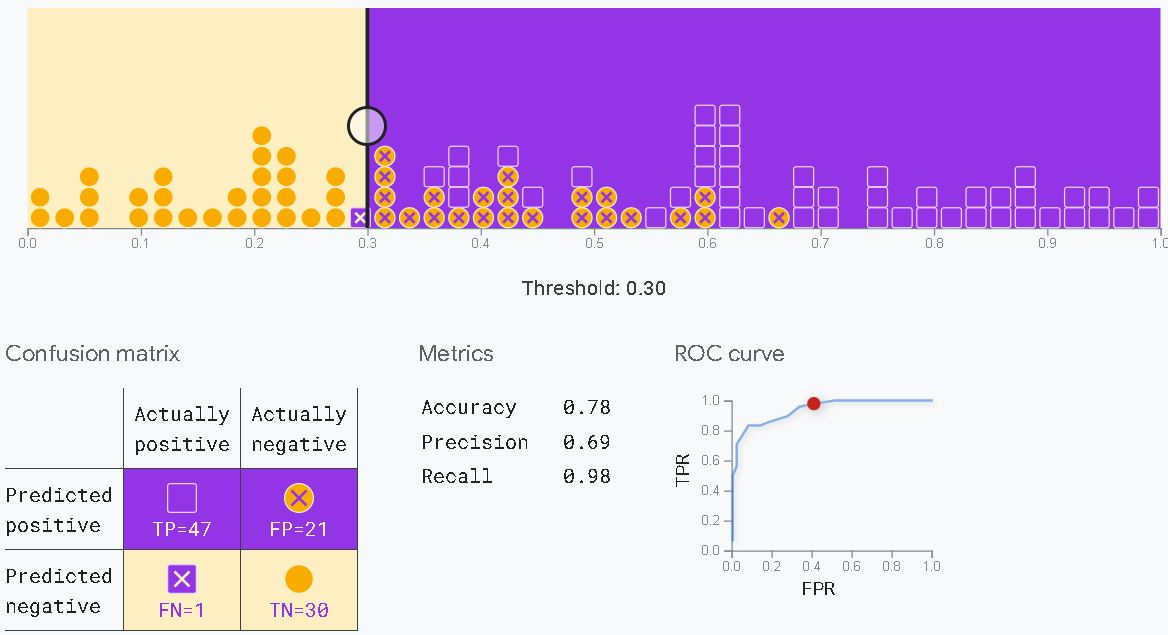 0.0 0.1 0.2 0.3 0.4 0.5 0.6 0.7 0.8 0.9 1.0
Threshold: 0.30
Confusion matrix
Actually positive
Actually negative
Predicted positive
TP=47
FP=21
Predicted negative
FN=1
TN=30
Metrics
Accuracy 0.78
Precision 0.69
Recall 0.98
ROC curve
1.0
0.8
0.6
0.4
0.2
0.0
TPR
0.0 0.2 0.4 0.6 0.8 1.0
FPR